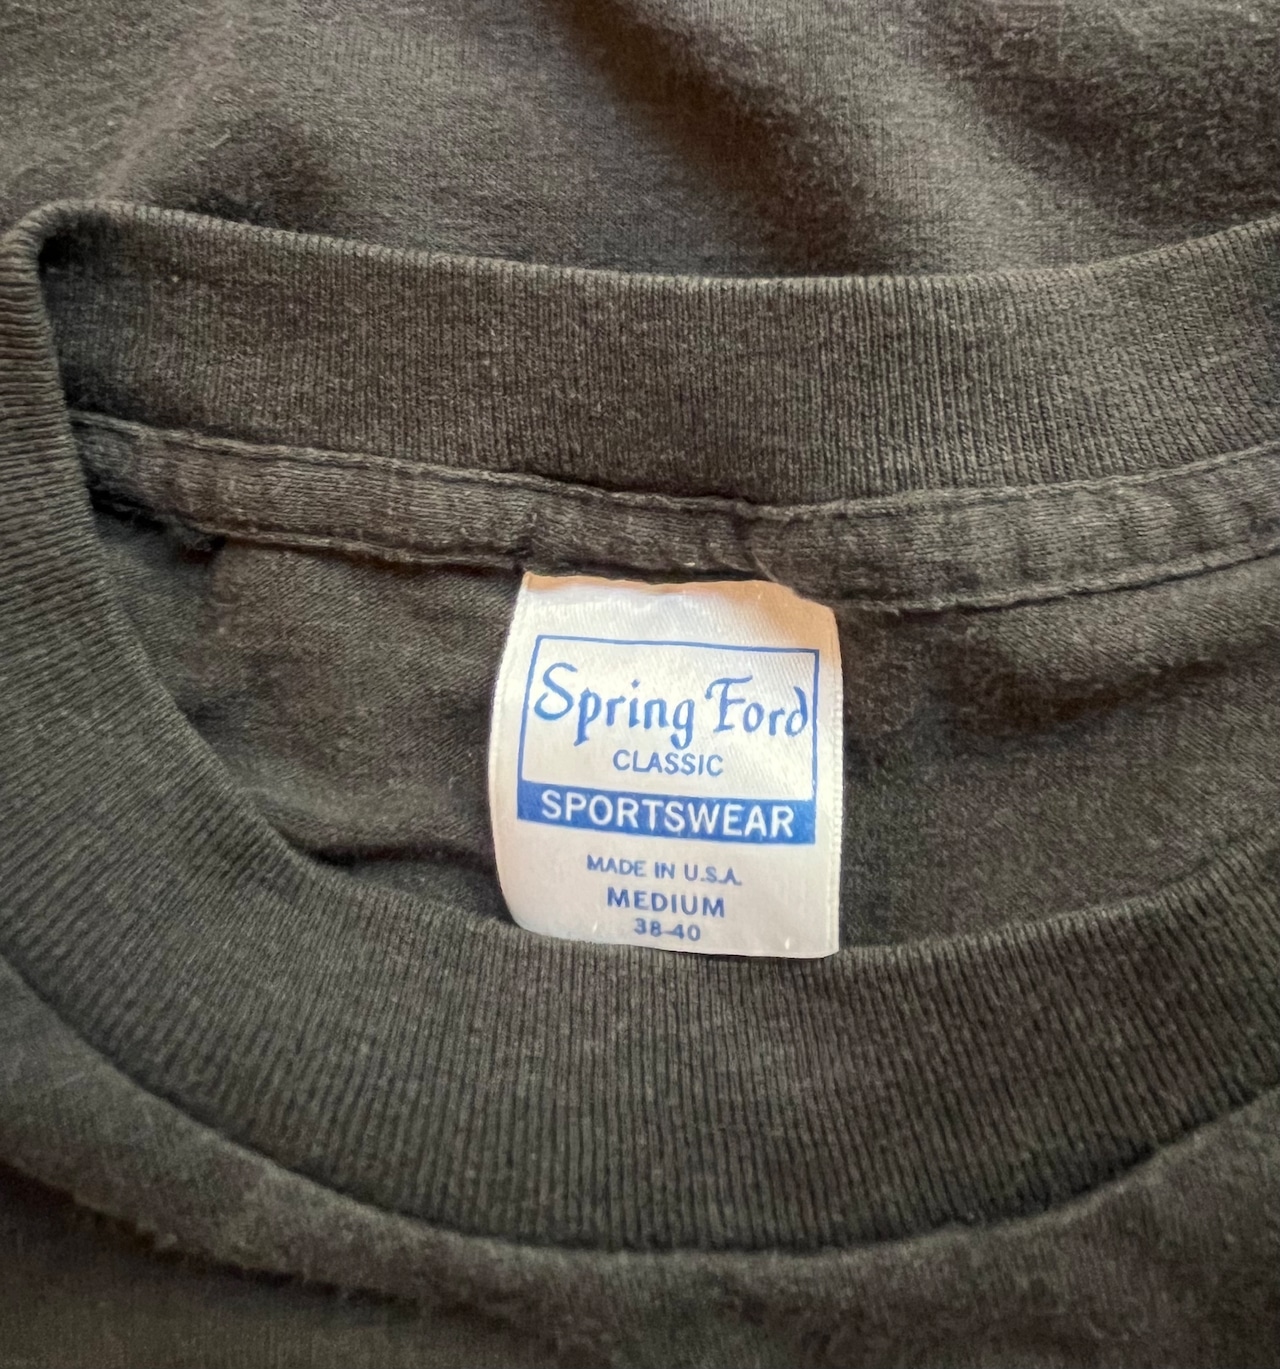 Spring Ford
CLASSIC
SPORTSWEAR
MADE IN U.S.A.
MEDIUM
38-40